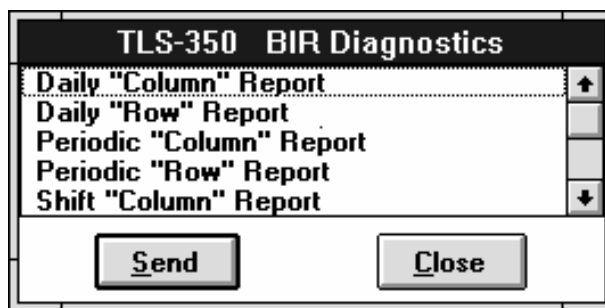 TLS-350 BIR Diagnostics
Daily "Column" Report
Daily "Row" Report
Periodic "Column" Report
Periodic "Row" Report
Shift "Column" Report
Send Close